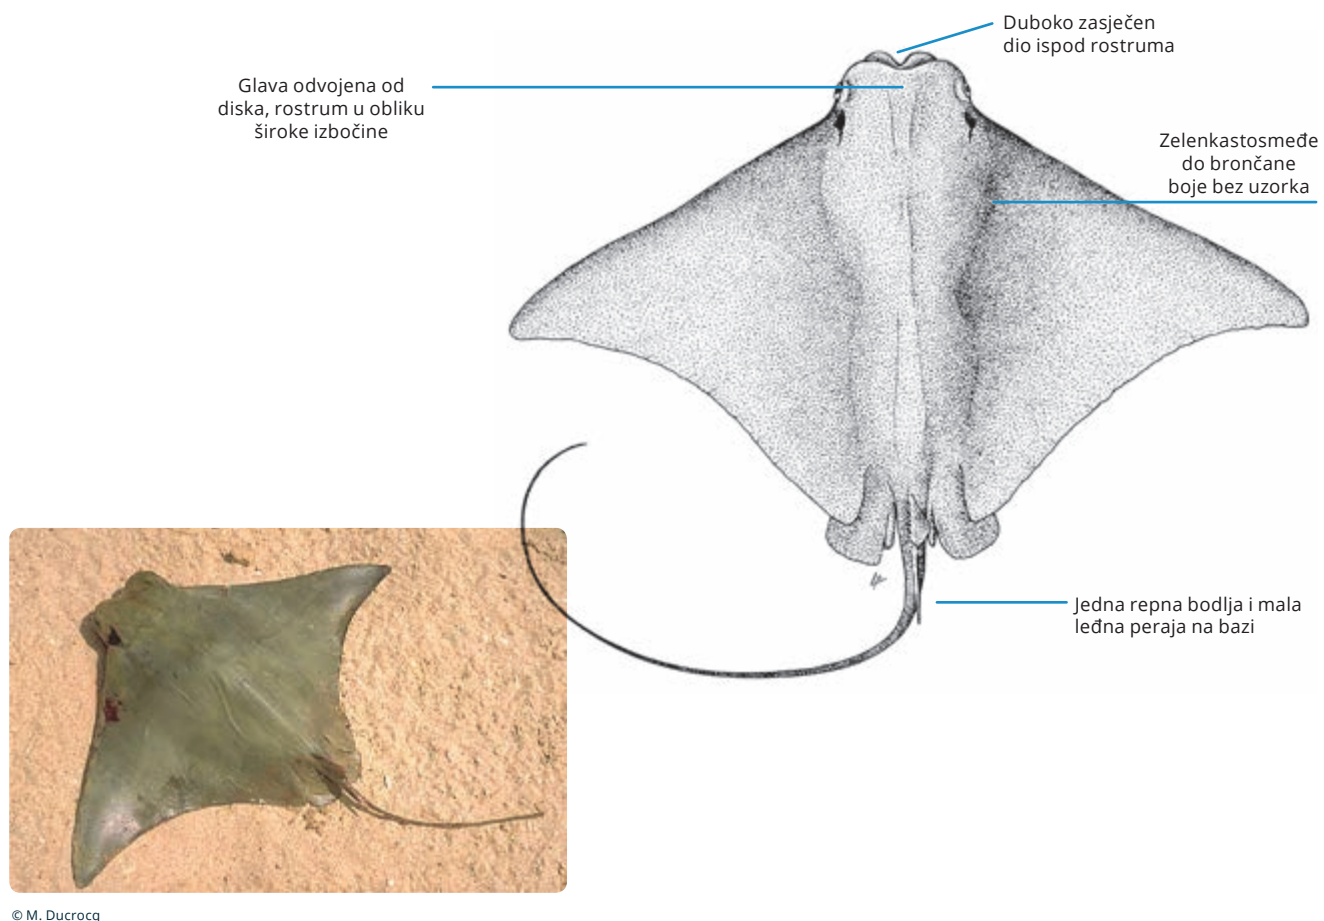 Duboko zasječen
dio ispod rostruma
Glava odvojena od
diska, rostrum u obliku
široke izbočine
Zelenkastosmeđe
do brončane
boje bez uzorka
Jedna repna bodlja i mala
leđna peraja na bazi
© M. Ducrocq